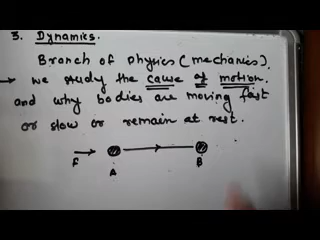 3. Dynamics.
Branch of physics (mechanics),
→ we study the cause of motion.
and why bodies are moving fast
or slow or remain at rest.
F A B